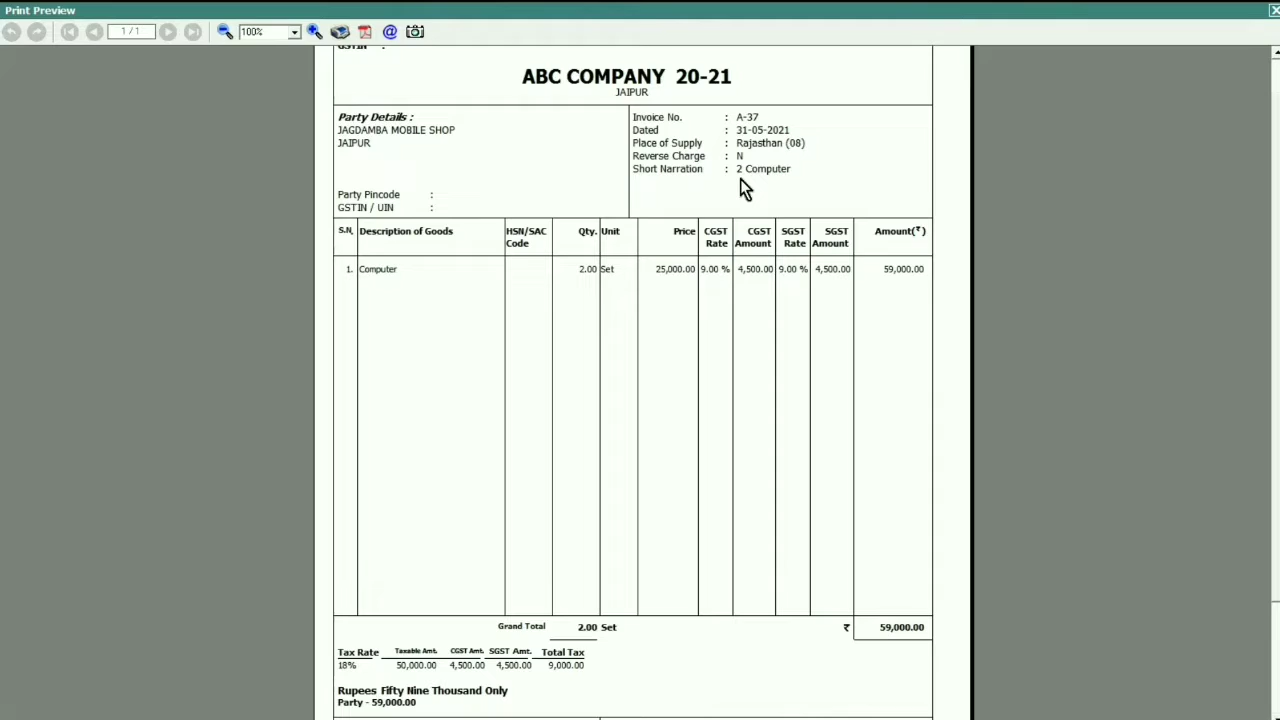 Print Preview
1 / 1
100%
GSTIN :
ABC COMPANY 20-21
JAIPUR
Party Details :
JAGDAMBA MOBILE SHOP
JAIPUR
Party Pincode :
GSTIN / UIN :
Invoice No. : A-37
Dated : 31-05-2021
Place of Supply : Rajasthan (08)
Reverse Charge : N
Short Narration : 2 Computer
S.N. Description of Goods HSN/SAC Code Qty. Unit Price CGST Rate CGST Amount SGST Rate SGST Amount Amount(₹)
1. Computer 2.00 Set 25,000.00 9.00 % 4,500.00 9.00 % 4,500.00 59,000.00
Grand Total 2.00 Set ₹ 59,000.00
Tax Rate Taxable Amt. CGST Amt. SGST Amt. Total Tax
18% 50,000.00 4,500.00 4,500.00 9,000.00
Rupees Fifty Nine Thousand Only
Party - 59,000.00